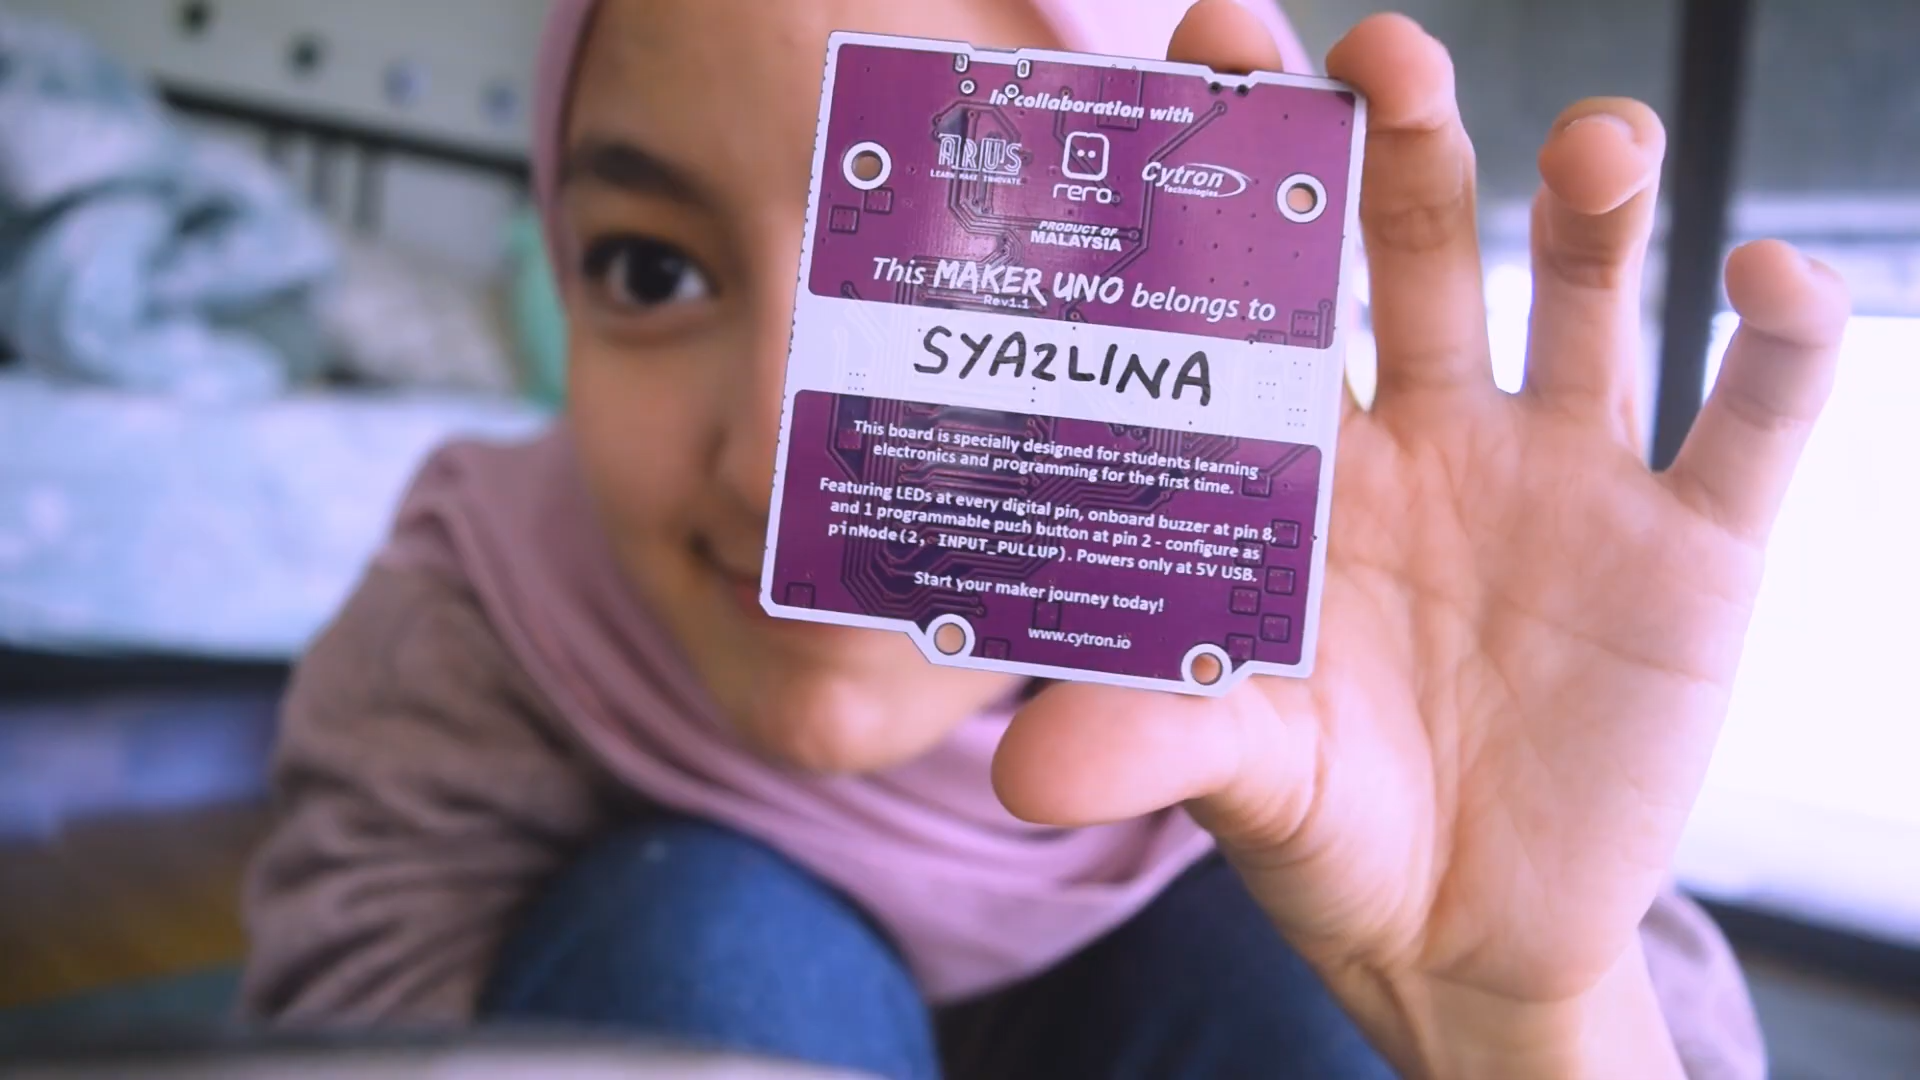 In collaboration with
ARUS
LEARN MAKE INNOVATE
rero
Cytron
Technologies
PRODUCT OF
MALAYSIA
This MAKER UNO belongs to
Rev1.1
SYAZLINA
This board is specially designed for students learning
electronics and programming for the first time.
Featuring LEDs at every digital pin, onboard buzzer at pin 8,
and 1 programmable push button at pin 2 - configure as
pinMode(2, INPUT_PULLUP). Powers only at 5V USB.
Start your maker journey today!
www.cytron.io